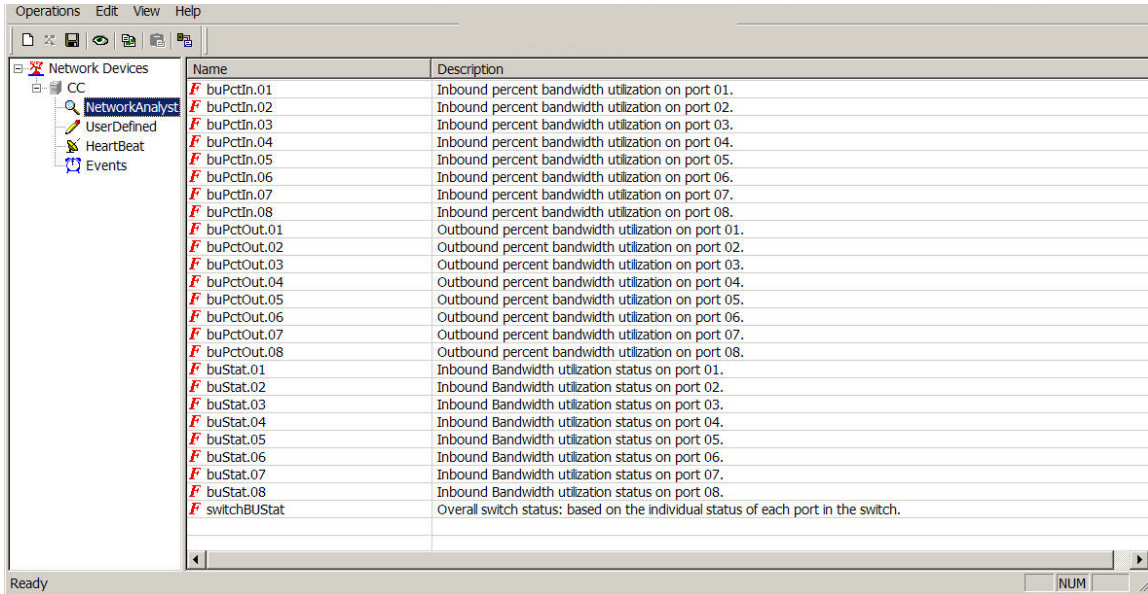 Operations Edit View Help
Network Devices
CC
NetworkAnalyst
UserDefined
HeartBeat
Events
Name Description
F buPctIn.01 Inbound percent bandwidth utilization on port 01.
F buPctIn.02 Inbound percent bandwidth utilization on port 02.
F buPctIn.03 Inbound percent bandwidth utilization on port 03.
F buPctIn.04 Inbound percent bandwidth utilization on port 04.
F buPctIn.05 Inbound percent bandwidth utilization on port 05.
F buPctIn.06 Inbound percent bandwidth utilization on port 06.
F buPctIn.07 Inbound percent bandwidth utilization on port 07.
F buPctIn.08 Inbound percent bandwidth utilization on port 08.
F buPctOut.01 Outbound percent bandwidth utilization on port 01.
F buPctOut.02 Outbound percent bandwidth utilization on port 02.
F buPctOut.03 Outbound percent bandwidth utilization on port 03.
F buPctOut.04 Outbound percent bandwidth utilization on port 04.
F buPctOut.05 Outbound percent bandwidth utilization on port 05.
F buPctOut.06 Outbound percent bandwidth utilization on port 06.
F buPctOut.07 Outbound percent bandwidth utilization on port 07.
F buPctOut.08 Outbound percent bandwidth utilization on port 08.
F buStat.01 Inbound Bandwidth utilization status on port 01.
F buStat.02 Inbound Bandwidth utilization status on port 02.
F buStat.03 Inbound Bandwidth utilization status on port 03.
F buStat.04 Inbound Bandwidth utilization status on port 04.
F buStat.05 Inbound Bandwidth utilization status on port 05.
F buStat.06 Inbound Bandwidth utilization status on port 06.
F buStat.07 Inbound Bandwidth utilization status on port 07.
F buStat.08 Inbound Bandwidth utilization status on port 08.
F switchBUStat Overall switch status: based on the individual status of each port in the switch.
Ready NUM